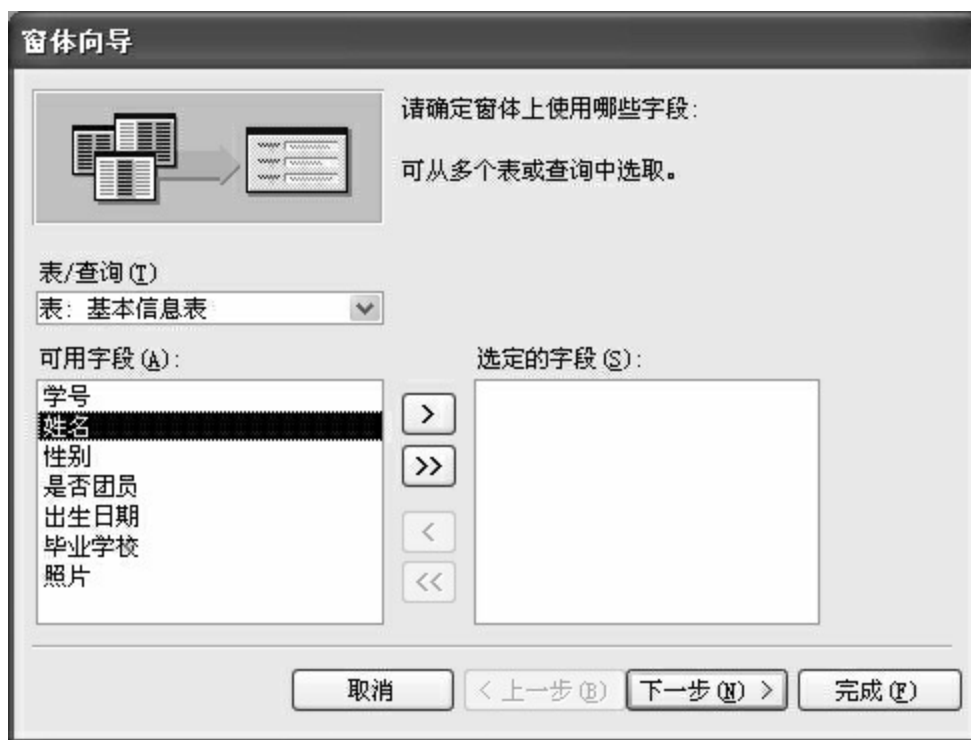 窗体向导
请确定窗体上使用哪些字段:
可从多个表或查询中选取。
表/查询(T)
表: 基本信息表
可用字段(A):
选定的字段(S):
学号
姓名
性别
是否团员
出生日期
毕业学校
照片
>
>>
<
<<
取消
< 上一步(B)
下一步(N) >
完成(F)